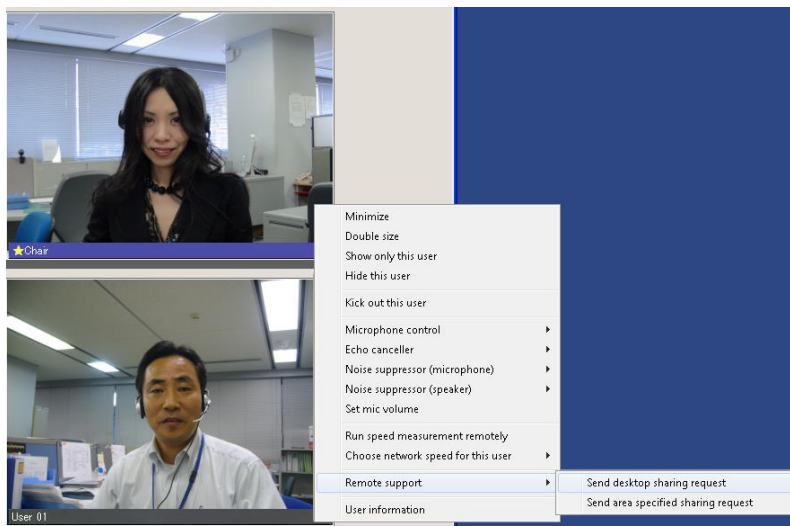 Chair
User 01
Minimize
Double size
Show only this user
Hide this user
Kick out this user
Microphone control
Echo canceller
Noise suppressor (microphone)
Noise suppressor (speaker)
Set mic volume
Run speed measurement remotely
Choose network speed for this user
Remote support
User information
Send desktop sharing request
Send area specified sharing request